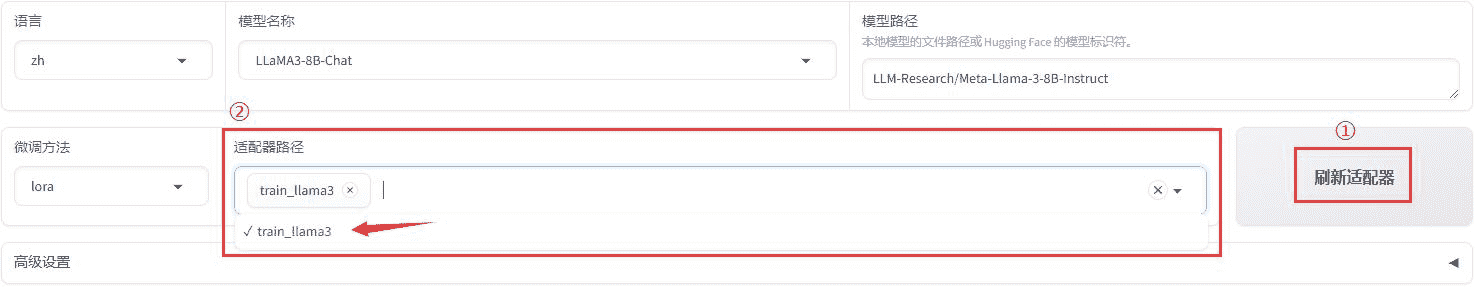 语言
模型名称
模型路径
本地模型的文件路径或 Hugging Face 的模型标识符。
zh
LLaMA3-8B-Chat
LLM-Research/Meta-Llama-3-8B-Instruct
②
①
微调方法
适配器路径
刷新适配器
lora
train_llama3
✓ train_llama3
高级设置